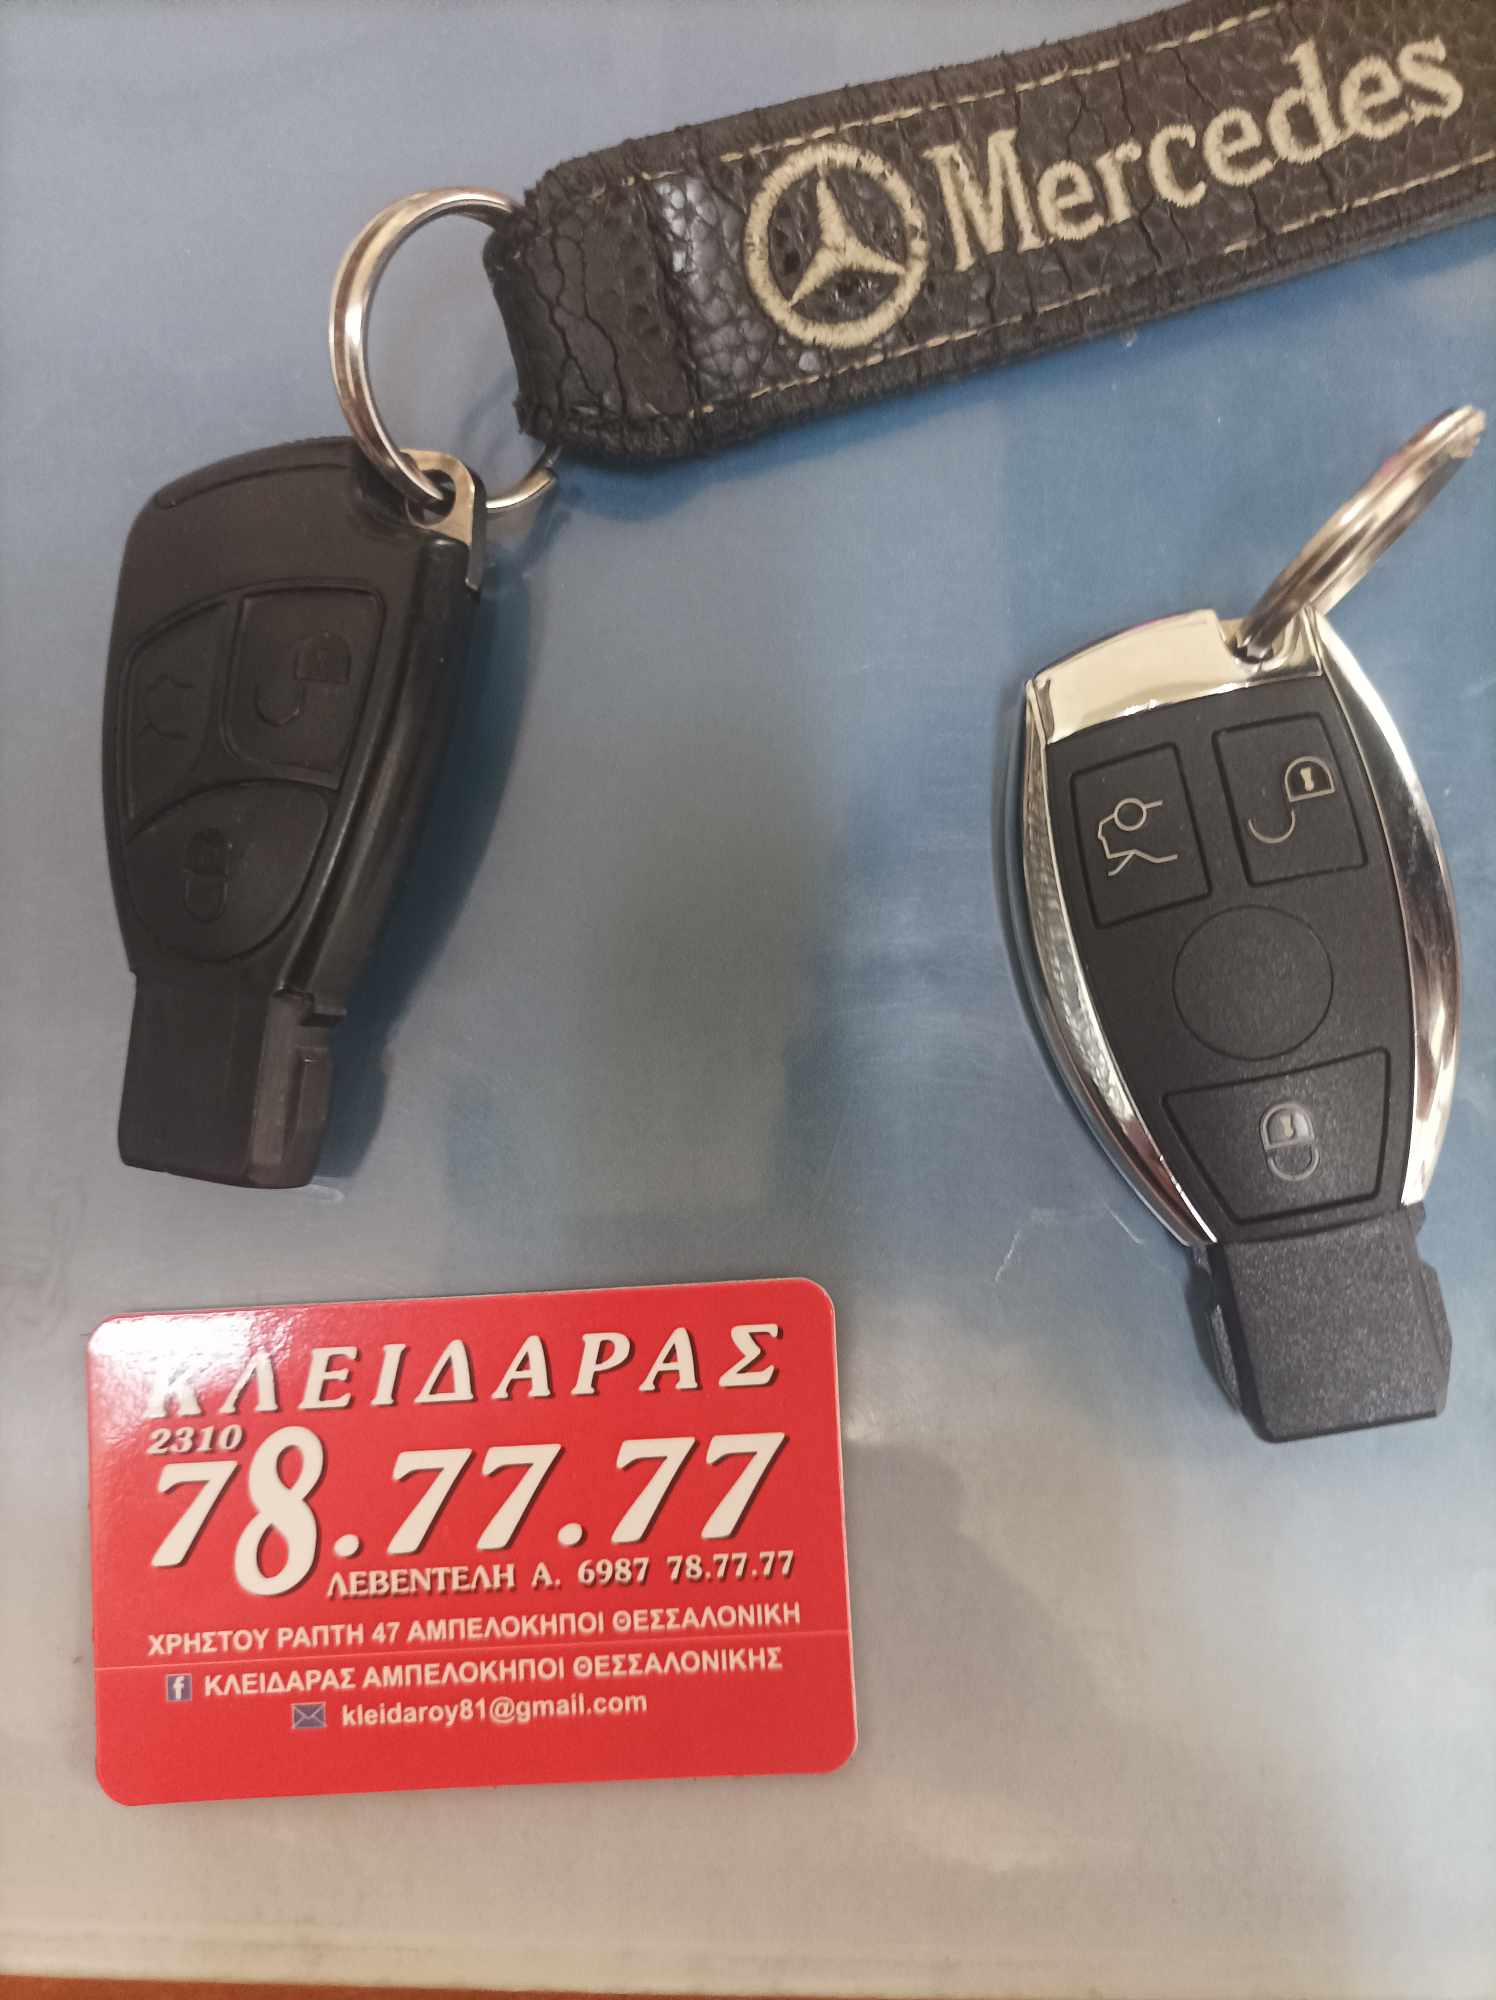 Mercedes
ΚΛΕΙΔΑΡΑΣ
2310
78.77.77
ΛΕΒΕΝΤΕΛΗ Α. 6987 78.77.77
ΧΡΗΣΤΟΥ ΡΑΠΤΗ 47 ΑΜΠΕΛΟΚΗΠΟΙ ΘΕΣΣΑΛΟΝΙΚΗ
f ΚΛΕΙΔΑΡΑΣ ΑΜΠΕΛΟΚΗΠΟΙ ΘΕΣΣΑΛΟΝΙΚΗΣ
kleidaroy81@gmail.com